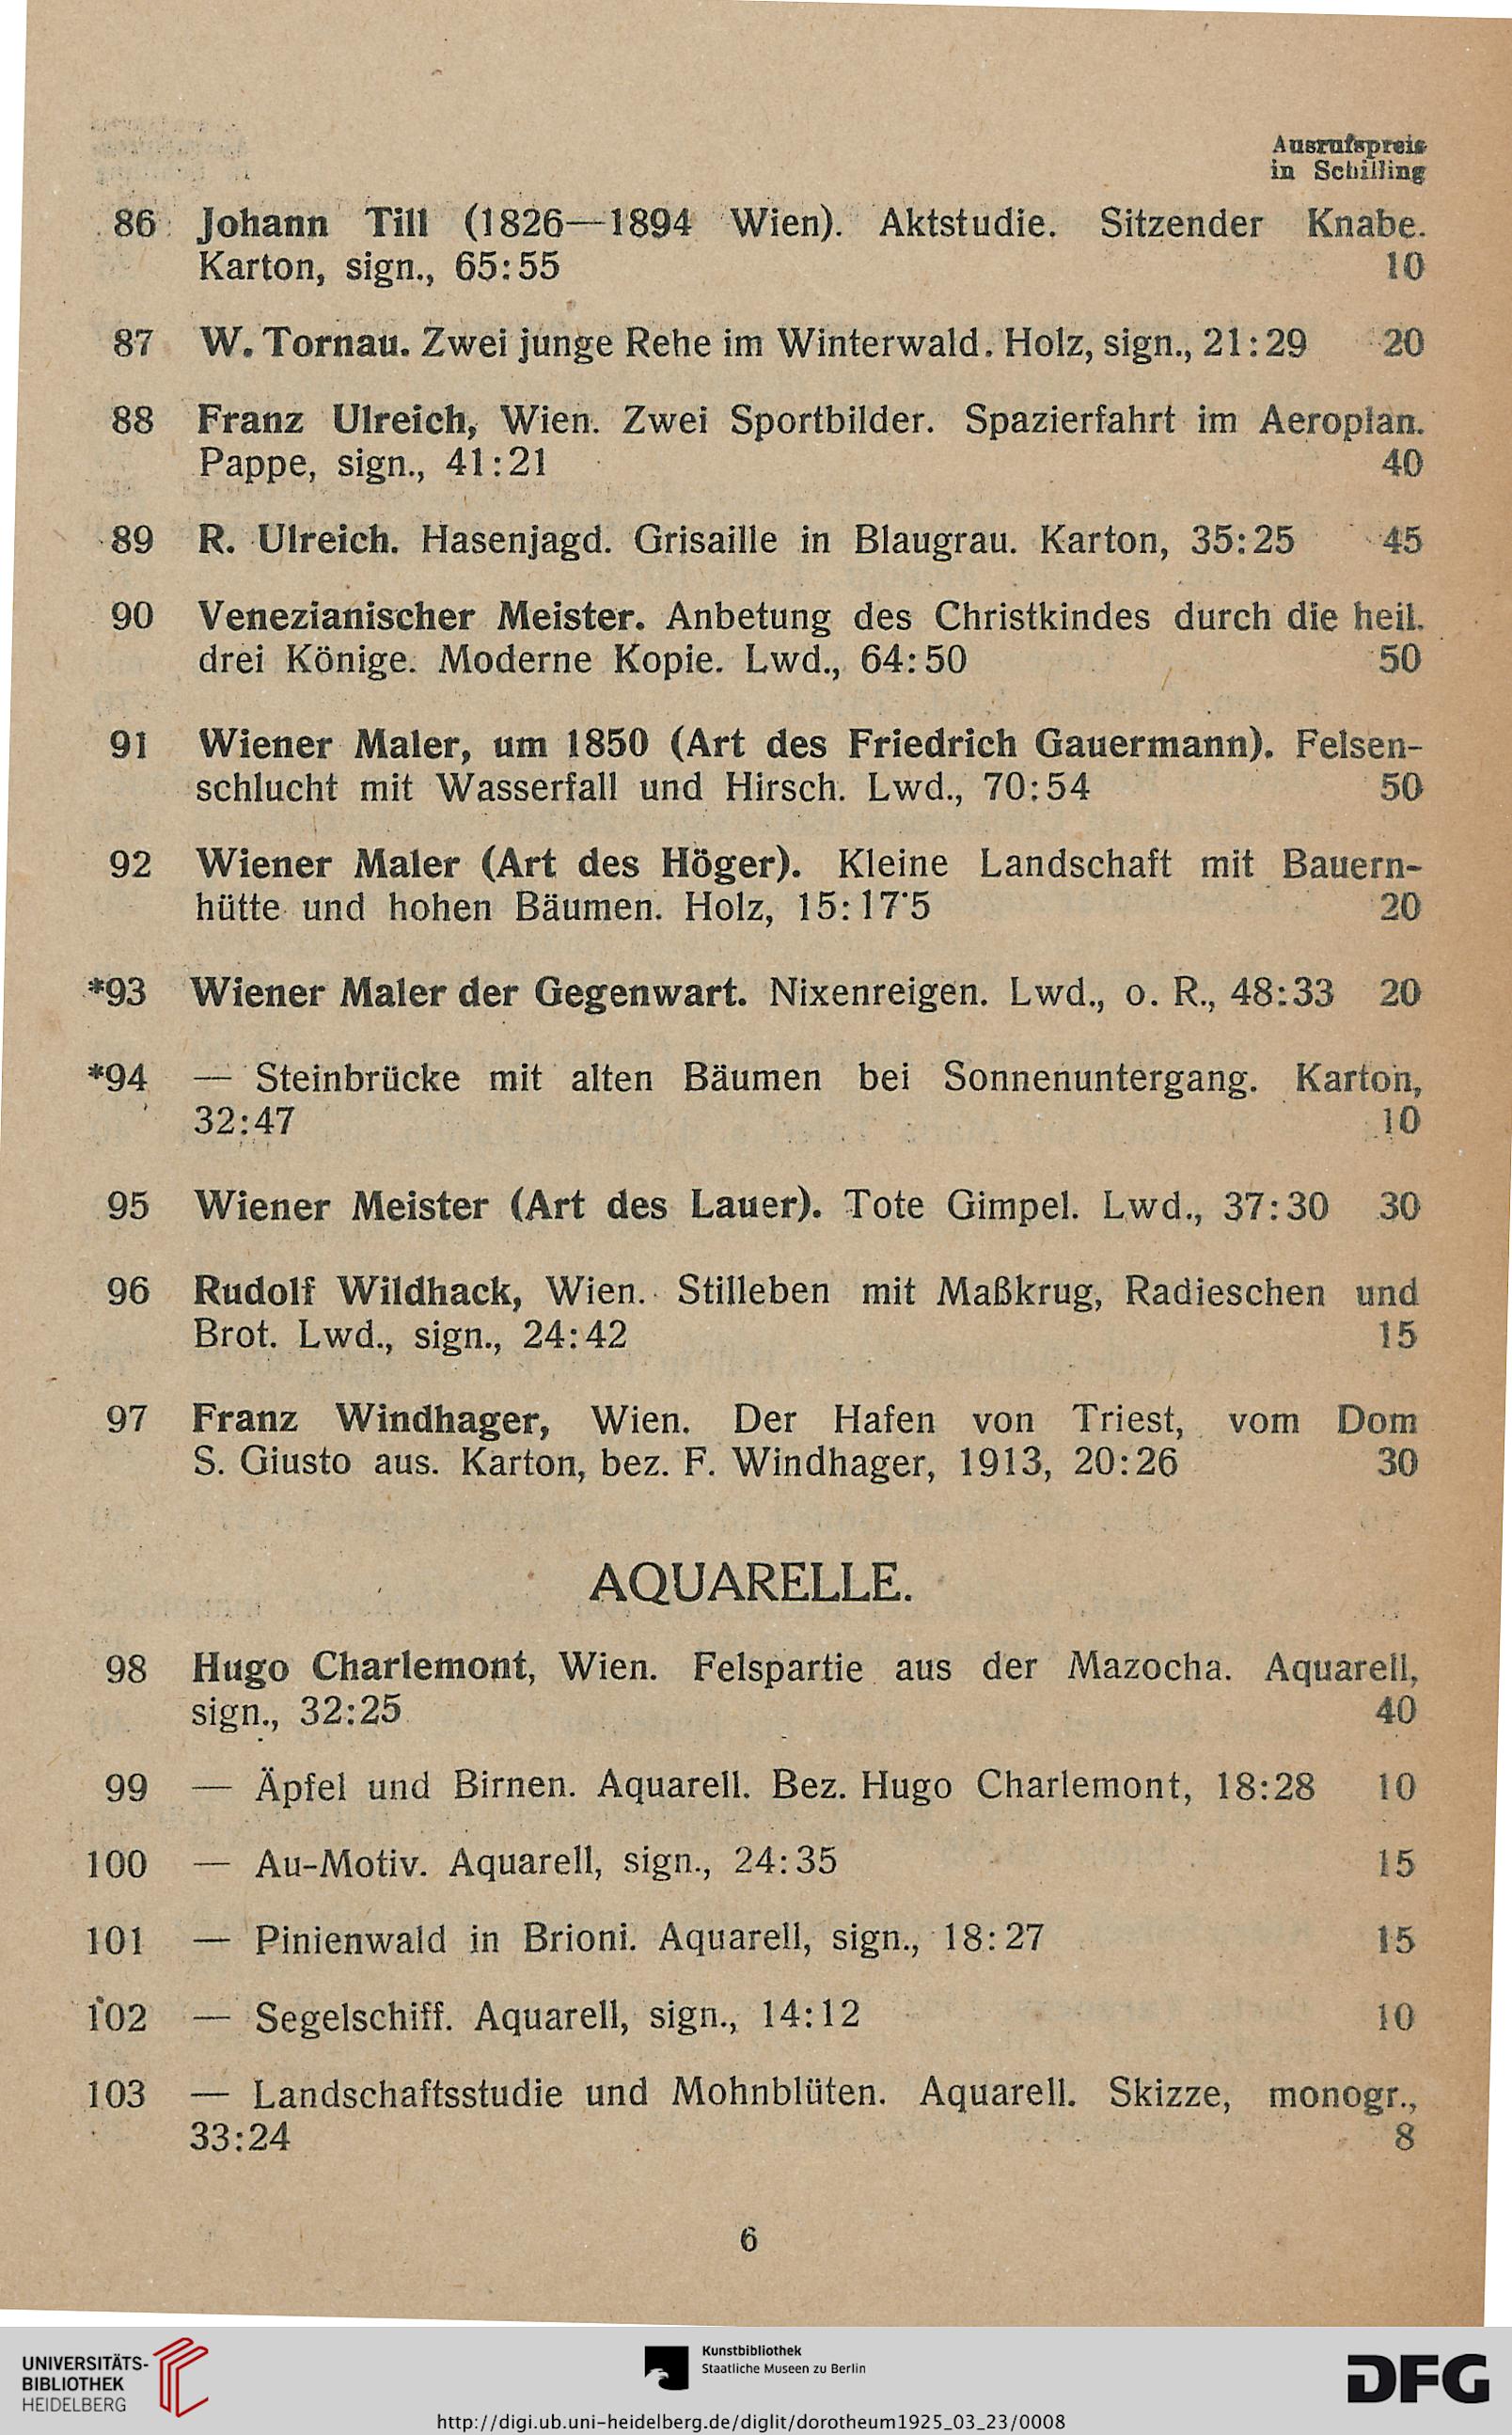 Ausrufspreis
in Schilling
86 Johann Till (1826—1894 Wien). Aktstudie. Sitzender Knabe.
Karton, sign., 65:55 10
87 W. Tornau. Zwei junge Rehe im Winterwald. Holz, sign., 21:29 20
88 Franz Ulreich, Wien. Zwei Sportbilder. Spazierfahrt im Aeroplan.
Pappe, sign., 41:21 40
89 R. Ulreich. Hasenjagd. Grisaille in Blaugrau. Karton, 35:25 45
90 Venezianischer Meister. Anbetung des Christkindes durch die heil.
drei Könige. Moderne Kopie. Lwd., 64:50 50
91 Wiener Maler, um 1850 (Art des Friedrich Gauermann). Felsen-
schlucht mit Wasserfall und Hirsch. Lwd., 70:54 50
92 Wiener Maler (Art des Höger). Kleine Landschaft mit Bauern-
hütte und hohen Bäumen. Holz, 15:17·5 20
*93 Wiener Maler der Gegenwart. Nixenreigen. Lwd., o. R., 48:33 20
*94 — Steinbrücke mit alten Bäumen bei Sonnenuntergang. Karton,
32:47 10
95 Wiener Meister (Art des Lauer). Tote Gimpel. Lwd., 37:30 30
96 Rudolf Wildhack, Wien. Stilleben mit Maßkrug, Radieschen und
Brot. Lwd., sign., 24:42 15
97 Franz Windhager, Wien. Der Hafen von Triest, vom Dom
S. Giusto aus. Karton, bez. F. Windhager, 1913, 20:26 30
AQUARELLE.
98 Hugo Charlemont, Wien. Felspartie aus der Mazocha. Aquarell,
sign., 32:25 40
99 — Äpfel und Birnen. Aquarell. Bez. Hugo Charlemont, 18:28 10
100 — Au-Motiv. Aquarell, sign., 24:35 15
101 — Pinienwald in Brioni. Aquarell, sign., 18:27 15
102 — Segelschiff. Aquarell, sign., 14:12 10
103 — Landschaftsstudie und Mohnblüten. Aquarell. Skizze, monogr.,
33:24 8
6
UNIVERSITÄTS-
BIBLIOTHEK
HEIDELBERG
Kunstbibliothek
Staatliche Museen zu Berlin
DFG
http://digi.ub.uni-heidelberg.de/diglit/dorotheum1925_03_23/0008